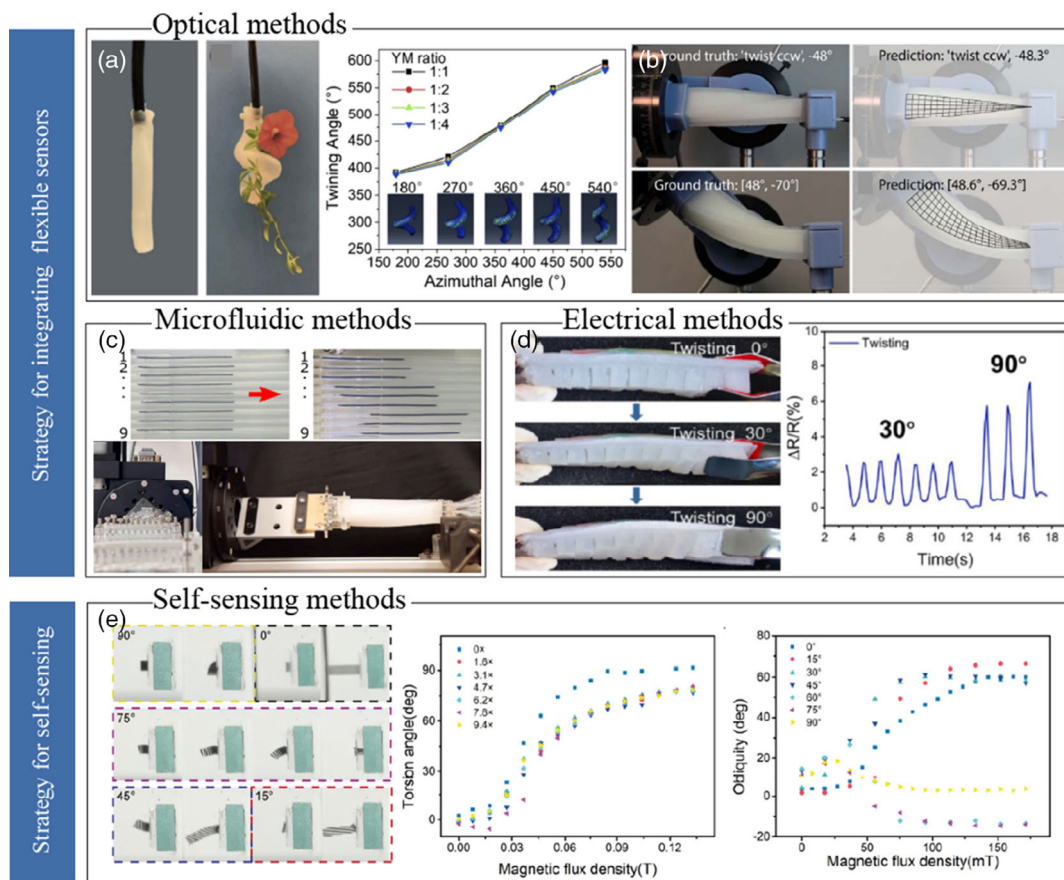 Strategy for integrating flexible sensors
Optical methods
(a)
YM ratio
1:1
1:2
1:3
1:4
600
550
500
450
400
350
300
250
Twining Angle (°)
180° 270° 360° 450° 540°
150 200 250 300 350 400 450 500 550
Azimuthal Angle (°)
(b)
Ground truth: 'twist ccw', -48°
Prediction: 'twist ccw', -48.3°
Ground truth: [48°, -70°]
Prediction: [48.6°, -69.3°]
Microfluidic methods
(c)
1
2
9
1
2
9
Electrical methods
(d)
Twisting 0°
Twisting 30°
Twisting 90°
Twisting
30°
90°
10
8
6
4
2
0
ΔR/R(%)
2 4 6 8 10 12 14 16 18
Time(s)
Strategy for self-sensing
Self-sensing methods
(e)
90°
0°
75°
45°
15°
0×
1.6×
3.1×
4.7×
6.2×
7.8×
9.4×
90
60
30
0
Torsion angle(deg)
0.00 0.03 0.06 0.09 0.12
Magnetic flux density(T)
0°
15°
30°
45°
60°
75°
90°
80
60
40
20
0
-20
Obiquity (deg)
0 50 100 150
Magnetic flux density(mT)